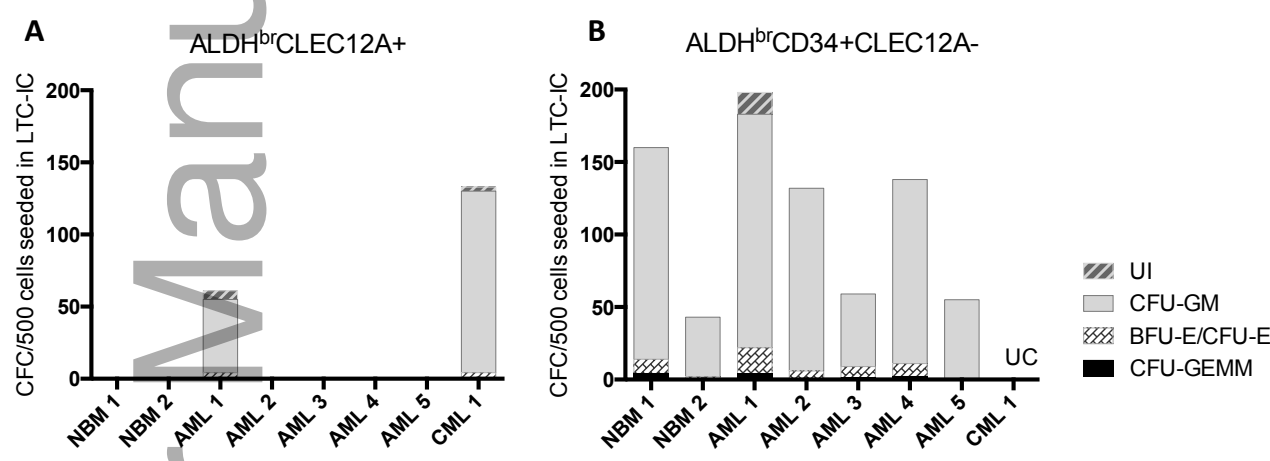 A
ALDHbrCLEC12A+
CFC/500 cells seeded in LTC-IC
200
150
100
50
0
NBM 1
NBM 2
AML 1
AML 2
AML 3
AML 4
AML 5
CML 1
B
ALDHbrCD34+CLEC12A-
CFC/500 cells seeded in LTC-IC
200
150
100
50
0
UC
NBM 1
NBM 2
AML 1
AML 2
AML 3
AML 4
AML 5
CML 1
UI
CFU-GM
BFU-E/CFU-E
CFU-GEMM